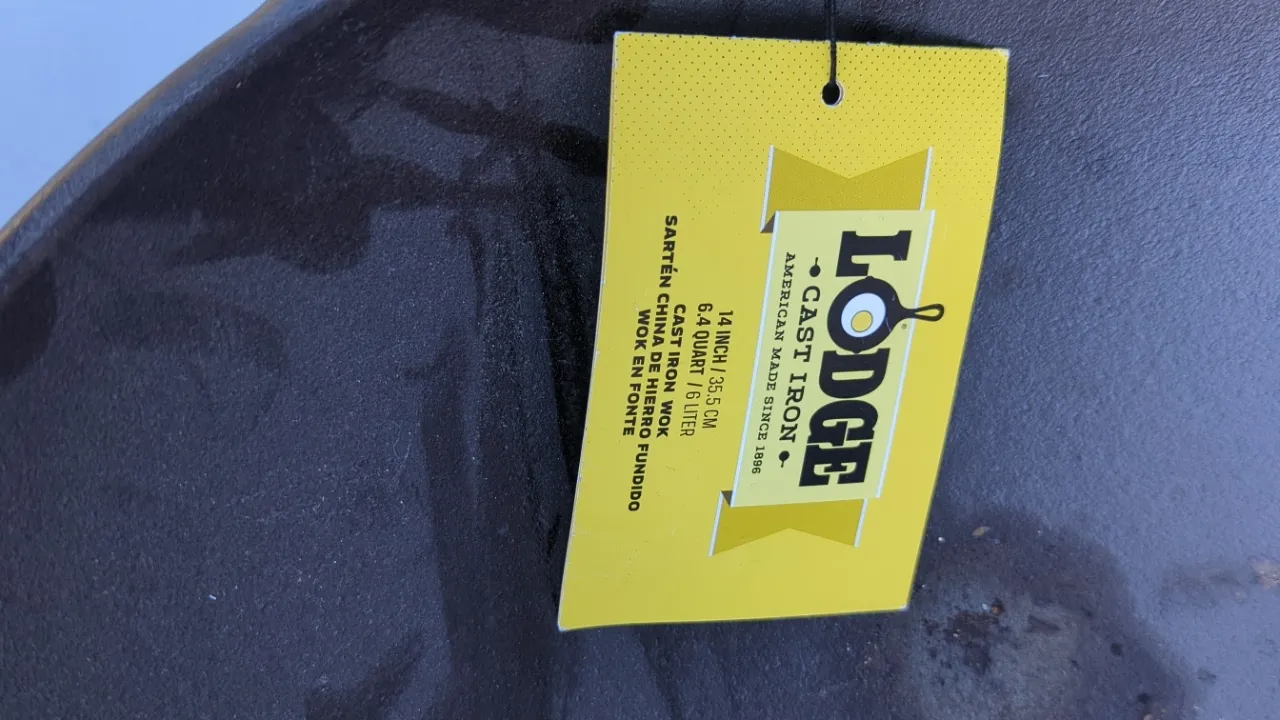 LODGE
CAST IRON
AMERICAN MADE SINCE 1896
14 INCH / 35.5 CM
6.4 QUART / 6 LITER
CAST IRON WOK
SARTÉN CHINA DE HIERRO FUNDIDO
WOK EN FONTE